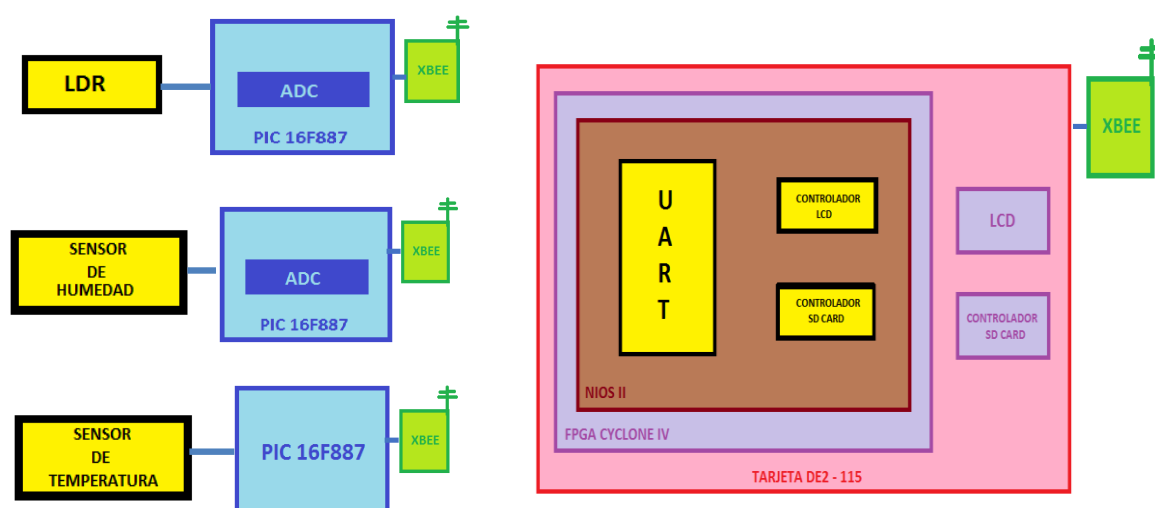 LDR
ADC
PIC 16F887
XBEE
SENSOR
DE
HUMEDAD
ADC
PIC 16F887
XBEE
SENSOR
DE
TEMPERATURA
PIC 16F887
XBEE
U
A
R
T
CONTROLADOR
LCD
CONTROLADOR
SD CARD
NIOS II
FPGA CYCLONE IV
LCD
CONTROLADOR
SD CARD
TARJETA DE2 - 115
XBEE